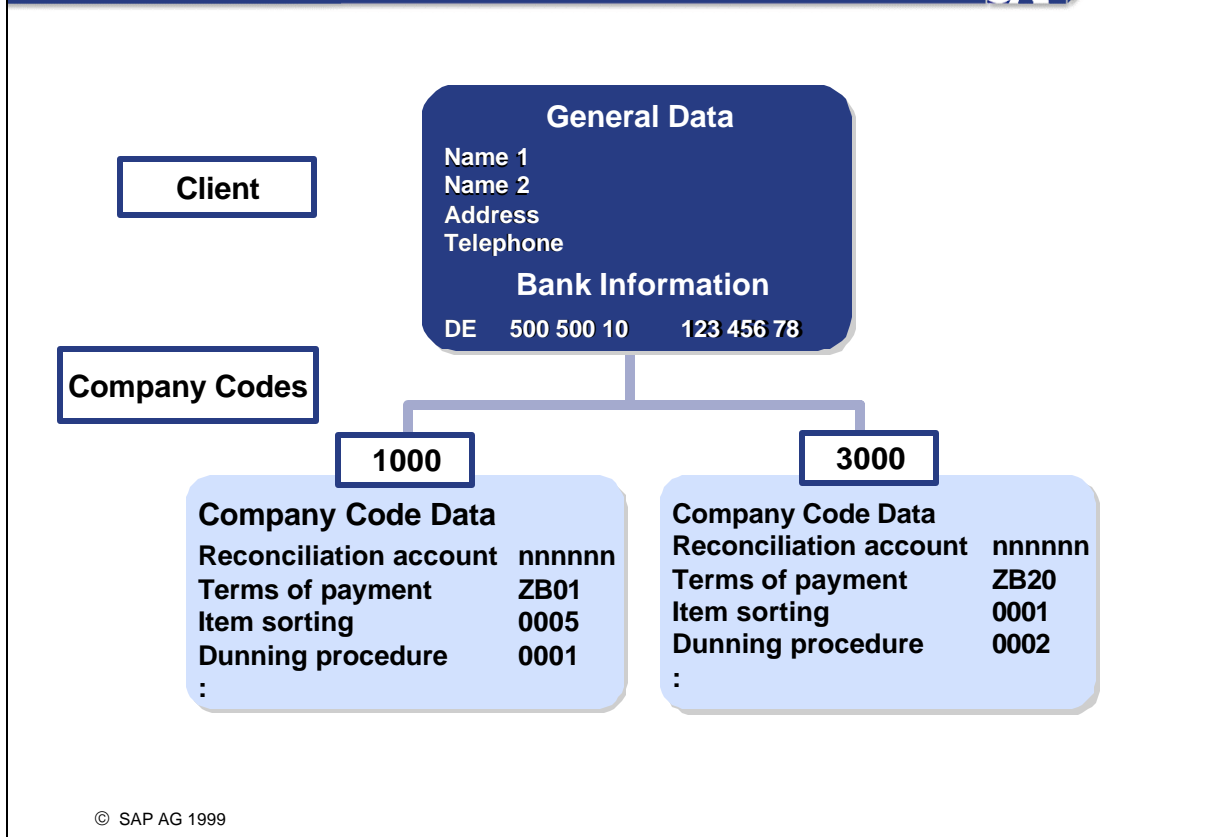 General Data
Name 1
Name 2
Address
Telephone
Client
Bank Information
DE 500 500 10 123 456 78
Company Codes
1000
Company Code Data
Reconciliation account nnnnnn
Terms of payment ZB01
Item sorting 0005
Dunning procedure 0001
:
3000
Company Code Data
Reconciliation account nnnnnn
Terms of payment ZB20
Item sorting 0001
Dunning procedure 0002
:
© SAP AG 1999